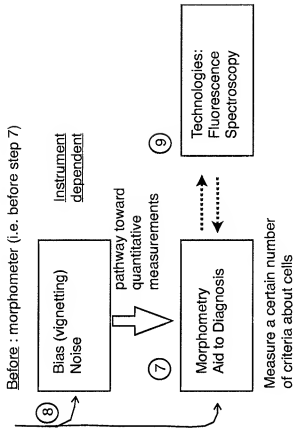 Before : morphometer (i.e. before step 7)
8
Bias (vignetting)
Noise
Instrument
dependent
pathway toward
quantitative
measurements
7
Morphometry
Aid to Diagnosis
9
Technologies:
Fluorescence
Spectroscopy
Measure a certain number
of criteria about cells